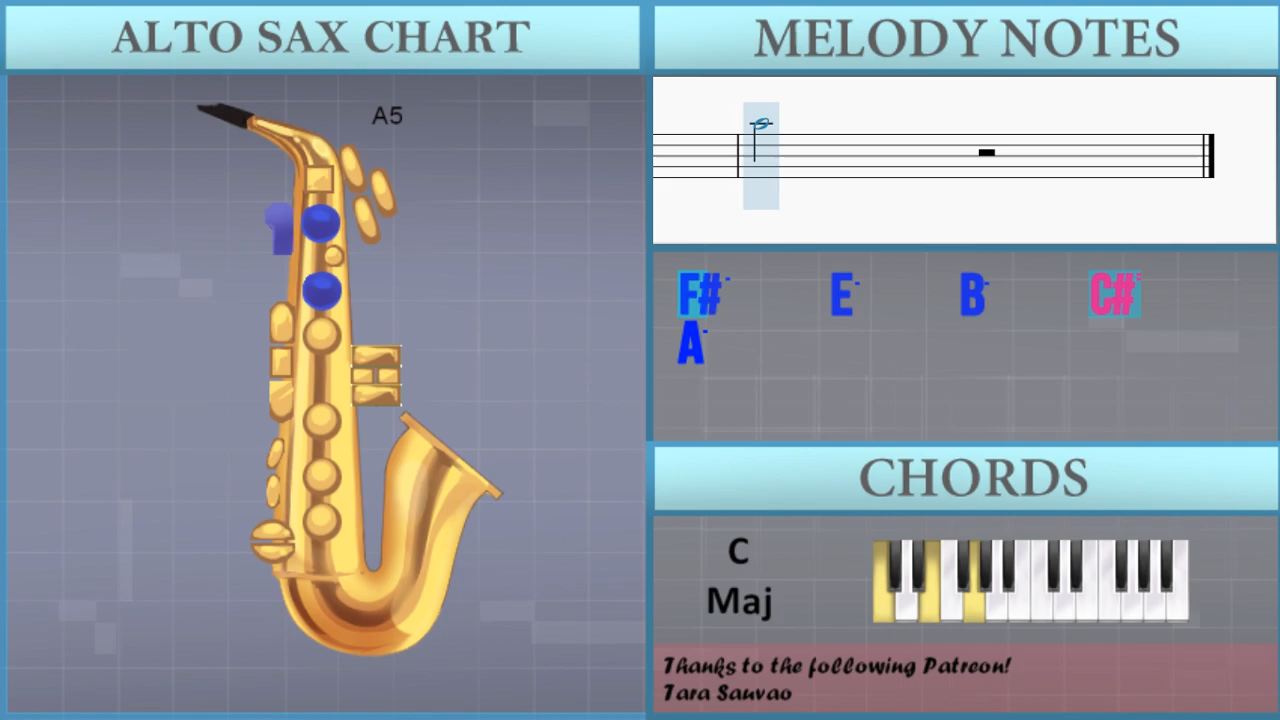 ALTO SAX CHART
MELODY NOTES
A5
F#- E- B- C#
A-
CHORDS
C
Maj
Thanks to the following Patreon!
Tara Sauvao